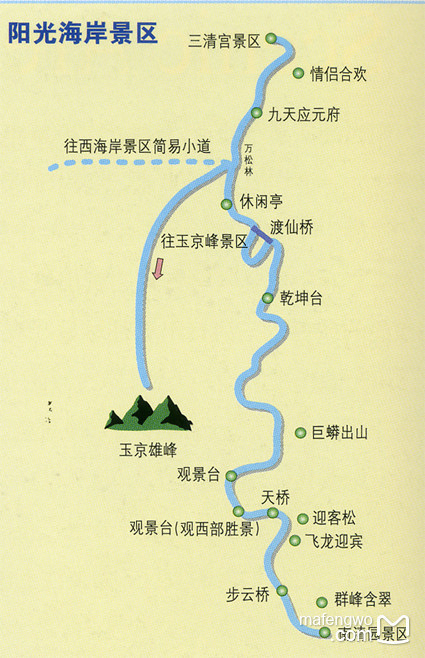 阳光海岸景区
三清宫景区
情侣合欢
九天应元府
往西海岸景区简易小道
万松林
休闲亭
渡仙桥
往玉京峰景区
乾坤台
巨蟒出山
玉京雄峰
观景台
天桥
迎客松
观景台(观西部胜景)
飞龙迎宾
步云桥
群峰含翠
mafengwo
南清园景区